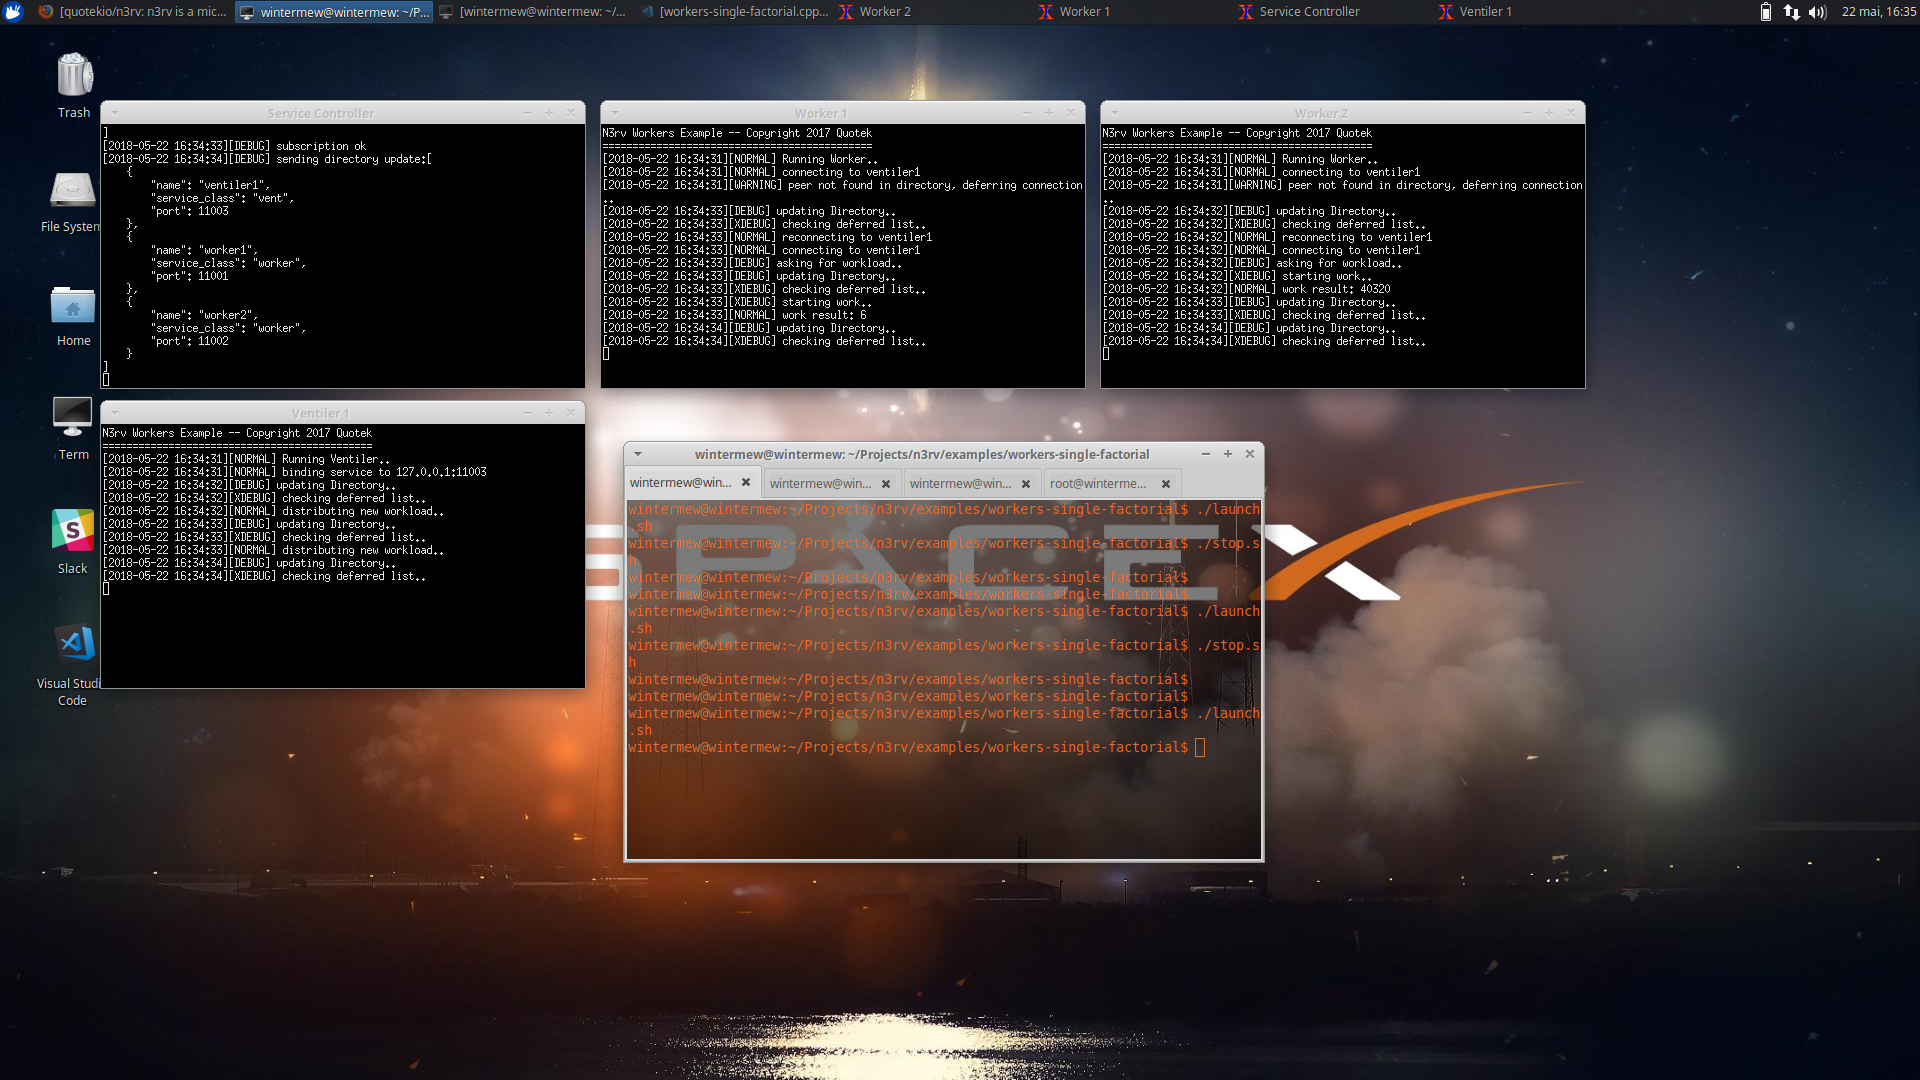 [quotekio/n3rv: n3rv is a mic...
wintermew@wintermew: ~/P...
[wintermew@wintermew: ~/...
[workers-single-factorial.cpp...
Worker 2
Worker 1
Service Controller
Ventiler 1
22 mai, 16:35
Trash
File System
Home
Term
Slack
Visual Studi
Code
Service Controller
]
[2018-05-22 16:34:33][DEBUG] subscription ok
[2018-05-22 16:34:34][DEBUG] sending directory update:[
{
"name": "ventiler1",
"service_class": "vent",
"port": 11003
},
{
"name": "worker1",
"service_class": "worker",
"port": 11001
},
{
"name": "worker2",
"service_class": "worker",
"port": 11002
}
]
Worker 1
N3rv Workers Example -- Copyright 2017 Quotek
=============================================
[2018-05-22 16:34:31][NORMAL] Running Worker..
[2018-05-22 16:34:31][NORMAL] connecting to ventiler1
[2018-05-22 16:34:31][WARNING] peer not found in directory, deferring connection
..
[2018-05-22 16:34:33][DEBUG] updating Directory..
[2018-05-22 16:34:33][XDEBUG] checking deferred list..
[2018-05-22 16:34:33][NORMAL] reconnecting to ventiler1
[2018-05-22 16:34:33][NORMAL] connecting to ventiler1
[2018-05-22 16:34:33][DEBUG] asking for workload..
[2018-05-22 16:34:33][DEBUG] updating Directory..
[2018-05-22 16:34:33][XDEBUG] checking deferred list..
[2018-05-22 16:34:33][XDEBUG] starting work..
[2018-05-22 16:34:33][NORMAL] work result: 6
[2018-05-22 16:34:34][DEBUG] updating Directory..
[2018-05-22 16:34:34][XDEBUG] checking deferred list..
Worker 2
N3rv Workers Example -- Copyright 2017 Quotek
=============================================
[2018-05-22 16:34:31][NORMAL] Running Worker..
[2018-05-22 16:34:31][NORMAL] connecting to ventiler1
[2018-05-22 16:34:31][WARNING] peer not found in directory, deferring connection
..
[2018-05-22 16:34:32][DEBUG] updating Directory..
[2018-05-22 16:34:32][XDEBUG] checking deferred list..
[2018-05-22 16:34:32][NORMAL] reconnecting to ventiler1
[2018-05-22 16:34:32][NORMAL] connecting to ventiler1
[2018-05-22 16:34:32][DEBUG] asking for workload..
[2018-05-22 16:34:32][XDEBUG] starting work..
[2018-05-22 16:34:32][NORMAL] work result: 40320
[2018-05-22 16:34:33][DEBUG] updating Directory..
[2018-05-22 16:34:33][XDEBUG] checking deferred list..
[2018-05-22 16:34:34][DEBUG] updating Directory..
[2018-05-22 16:34:34][XDEBUG] checking deferred list..
Ventiler 1
N3rv Workers Example -- Copyright 2017 Quotek
=============================================
[2018-05-22 16:34:31][NORMAL] Running Ventiler..
[2018-05-22 16:34:31][NORMAL] binding service to 127.0.0.1:11003
[2018-05-22 16:34:32][DEBUG] updating Directory..
[2018-05-22 16:34:32][XDEBUG] checking deferred list..
[2018-05-22 16:34:32][NORMAL] distributing new workload..
[2018-05-22 16:34:33][DEBUG] updating Directory..
[2018-05-22 16:34:33][XDEBUG] checking deferred list..
[2018-05-22 16:34:33][NORMAL] distributing new workload..
[2018-05-22 16:34:34][DEBUG] updating Directory..
[2018-05-22 16:34:34][XDEBUG] checking deferred list..
wintermew@wintermew: ~/Projects/n3rv/examples/workers-single-factorial
wintermew@win...
wintermew@win...
wintermew@win...
root@winterme...
wintermew@wintermew:~/Projects/n3rv/examples/workers-single-factorial$ ./launch
.sh
wintermew@wintermew:~/Projects/n3rv/examples/workers-single-factorial$ ./stop.s
h
wintermew@wintermew:~/Projects/n3rv/examples/workers-single-factorial$
wintermew@wintermew:~/Projects/n3rv/examples/workers-single-factorial$
wintermew@wintermew:~/Projects/n3rv/examples/workers-single-factorial$ ./launch
.sh
wintermew@wintermew:~/Projects/n3rv/examples/workers-single-factorial$ ./stop.s
h
wintermew@wintermew:~/Projects/n3rv/examples/workers-single-factorial$
wintermew@wintermew:~/Projects/n3rv/examples/workers-single-factorial$
wintermew@wintermew:~/Projects/n3rv/examples/workers-single-factorial$ ./launch
.sh
wintermew@wintermew:~/Projects/n3rv/examples/workers-single-factorial$
SPACEX